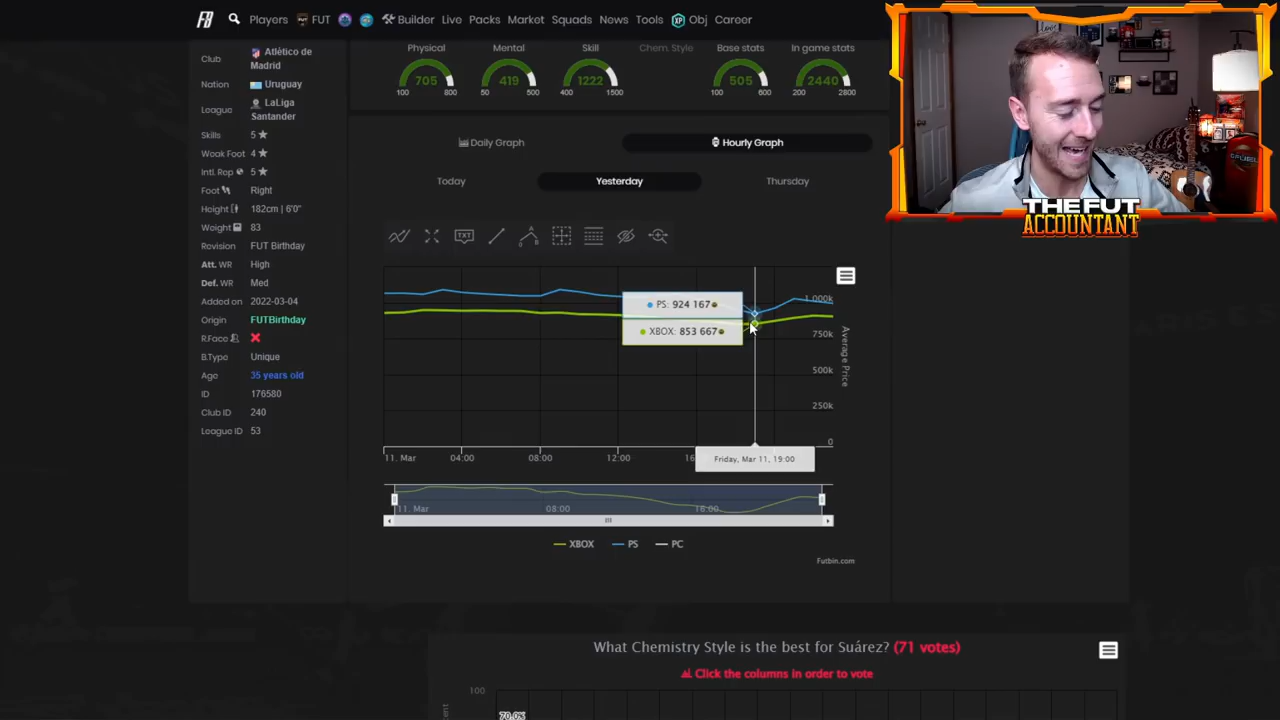 FB Players FUT Builder Live Packs Market Squads News Tools XP Obj Career
Club Atlético de Madrid
Nation Uruguay
League LaLiga Santander
Skills 5
Weak Foot 4
Intl. Rep 5
Foot Right
Height 182cm | 6'0"
Weight 83
Revision FUT Birthday
Att. WR High
Def. WR Med
Added on 2022-03-04
Origin FUTBirthday
R.Face
B.Type Unique
Age 35 years old
ID 176580
Club ID 240
League ID 53
Physical Mental Skill Chem. Style Base stats In game stats
705 419 1222 505 2440
100 800 50 500 400 1500 100 600 200 2800
Daily Graph Hourly Graph
Today Yesterday Thursday
TXT
PS: 924 167
XBOX: 853 667
1 000k
750k
500k
250k
0
Average Price
11. Mar 04:00 08:00 12:00 16
Friday, Mar 11, 19:00
11. Mar 08:00 16:00
XBOX PS PC
Futbin.com
What Chemistry Style is the best for Suárez? (71 votes)
Click the columns in order to vote
100
70.0%
THE FUT
ACCOUNTANT